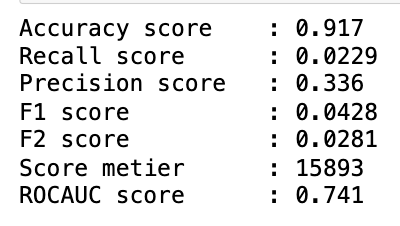 Accuracy score : 0.917
Recall score : 0.0229
Precision score : 0.336
F1 score : 0.0428
F2 score : 0.0281
Score metier : 15893
ROCAUC score : 0.741